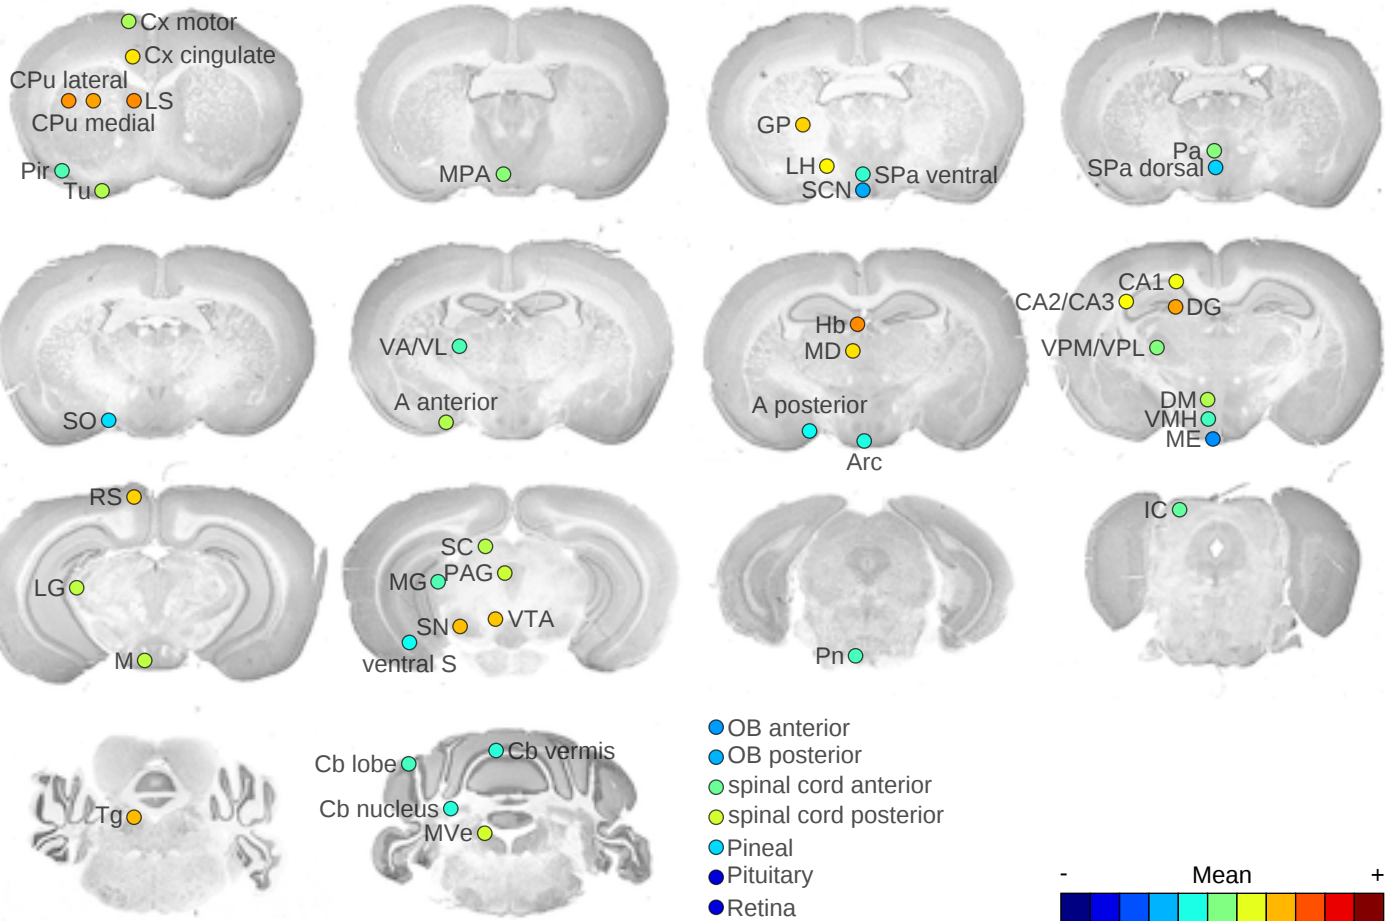 Cx motor
Cx cingulate
CPu lateral
LS
CPu medial
Pir
Tu
MPA
GP
LH
SPa ventral
SCN
Pa
SPa dorsal
SO
VA/VL
A anterior
Hb
MD
A posterior
Arc
CA1
CA2/CA3
DG
VPM/VPL
DM
VMH
ME
RS
LG
M
SC
PAG
MG
SN
VTA
ventral S
Pn
IC
Tg
Cb vermis
Cb lobe
Cb nucleus
MVe
OB anterior
OB posterior
spinal cord anterior
spinal cord posterior
Pineal
Pituitary
Retina
- Mean +